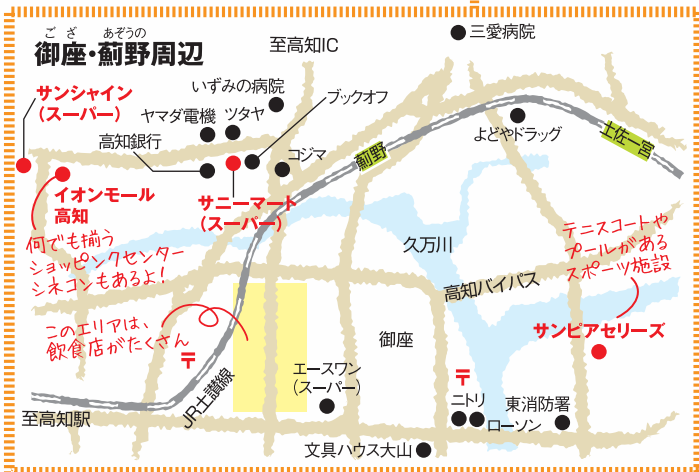 ござ あぞうの
御座・薊野周辺
至高知IC
三愛病院
サンシャイン
(スーパー)
いずみの病院
ブックオフ
ヤマダ電機
ツタヤ
高知銀行
コジマ
薊野
よどやドラッグ
土佐一宮
イオンモール
高知
サニーマート
(スーパー)
何でも揃う
ショッピングセンター
シネコンもあるよ!
久万川
テニスコートや
プールがある
スポーツ施設
高知バイパス
サンピアセリーズ
このエリアは、
飲食店がたくさん
〒
御座
エースワン
(スーパー)
JR土讃線
〒
ニトリ
ローソン
東消防署
至高知駅
文具ハウス大山